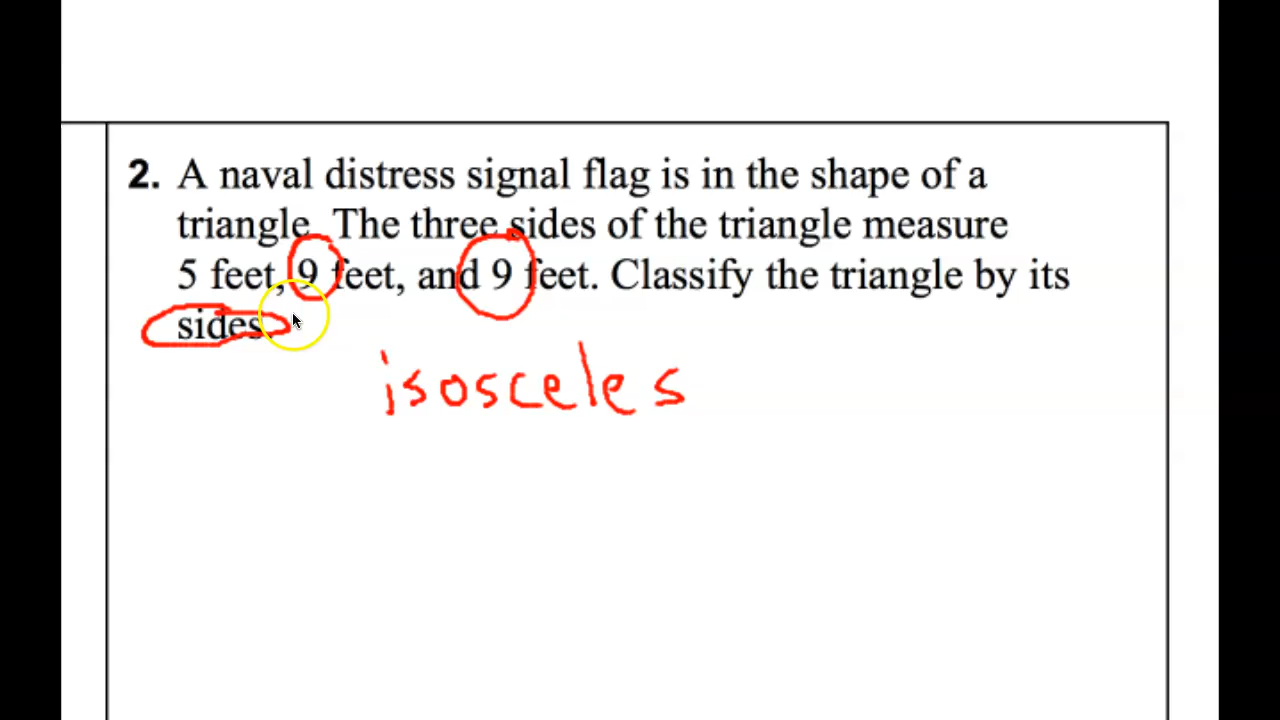 2. A naval distress signal flag is in the shape of a
triangle. The three sides of the triangle measure
5 feet, 9 feet, and 9 feet. Classify the triangle by its
sides.
isosceles